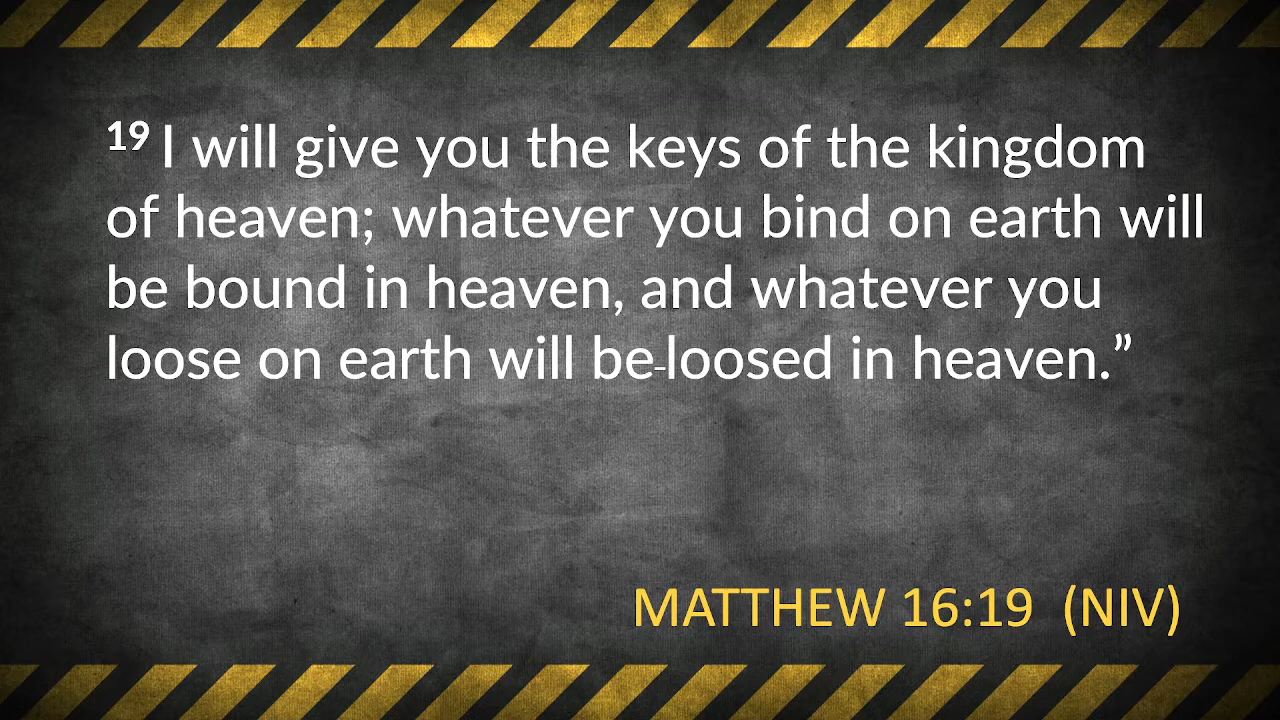 19 I will give you the keys of the kingdom
of heaven; whatever you bind on earth will
be bound in heaven, and whatever you
loose on earth will be-loosed in heaven.”
MATTHEW 16:19 (NIV)